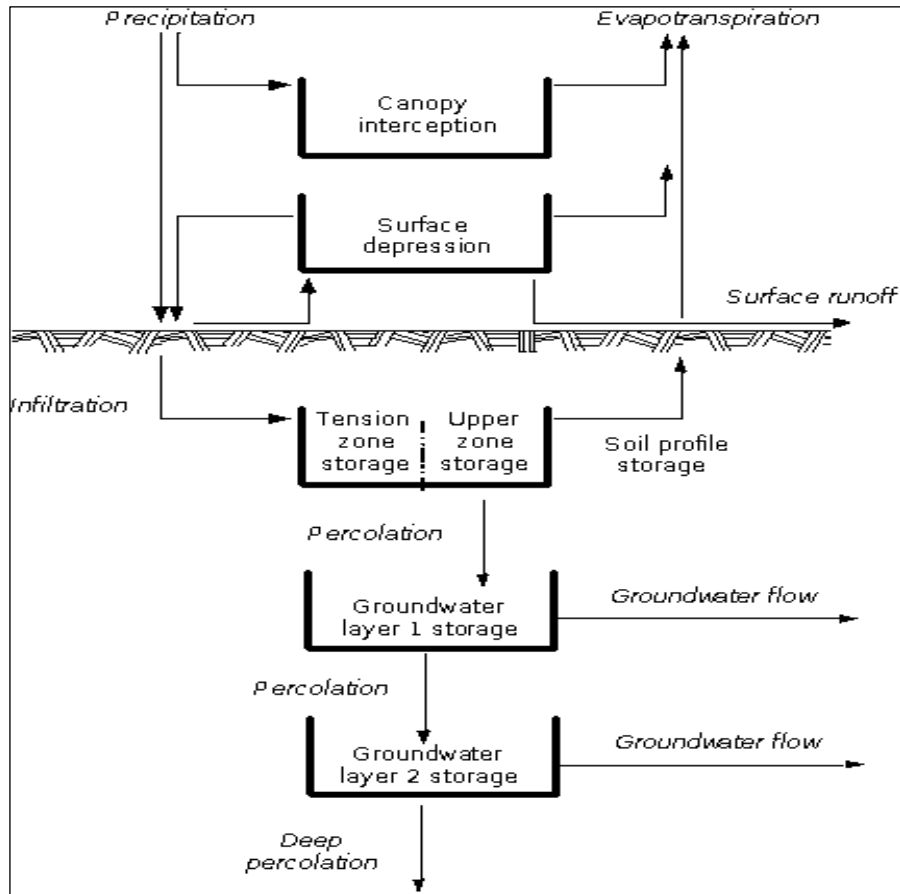 Precipitation
Evapotranspiration
Canopy
interception
Surface
depression
Surface runoff
Infiltration
Tension
zone
storage
Upper
zone
storage
Soil profile
storage
Percolation
Groundwater
layer 1 storage
Groundwater flow
Percolation
Groundwater
layer 2 storage
Groundwater flow
Deep
percolation